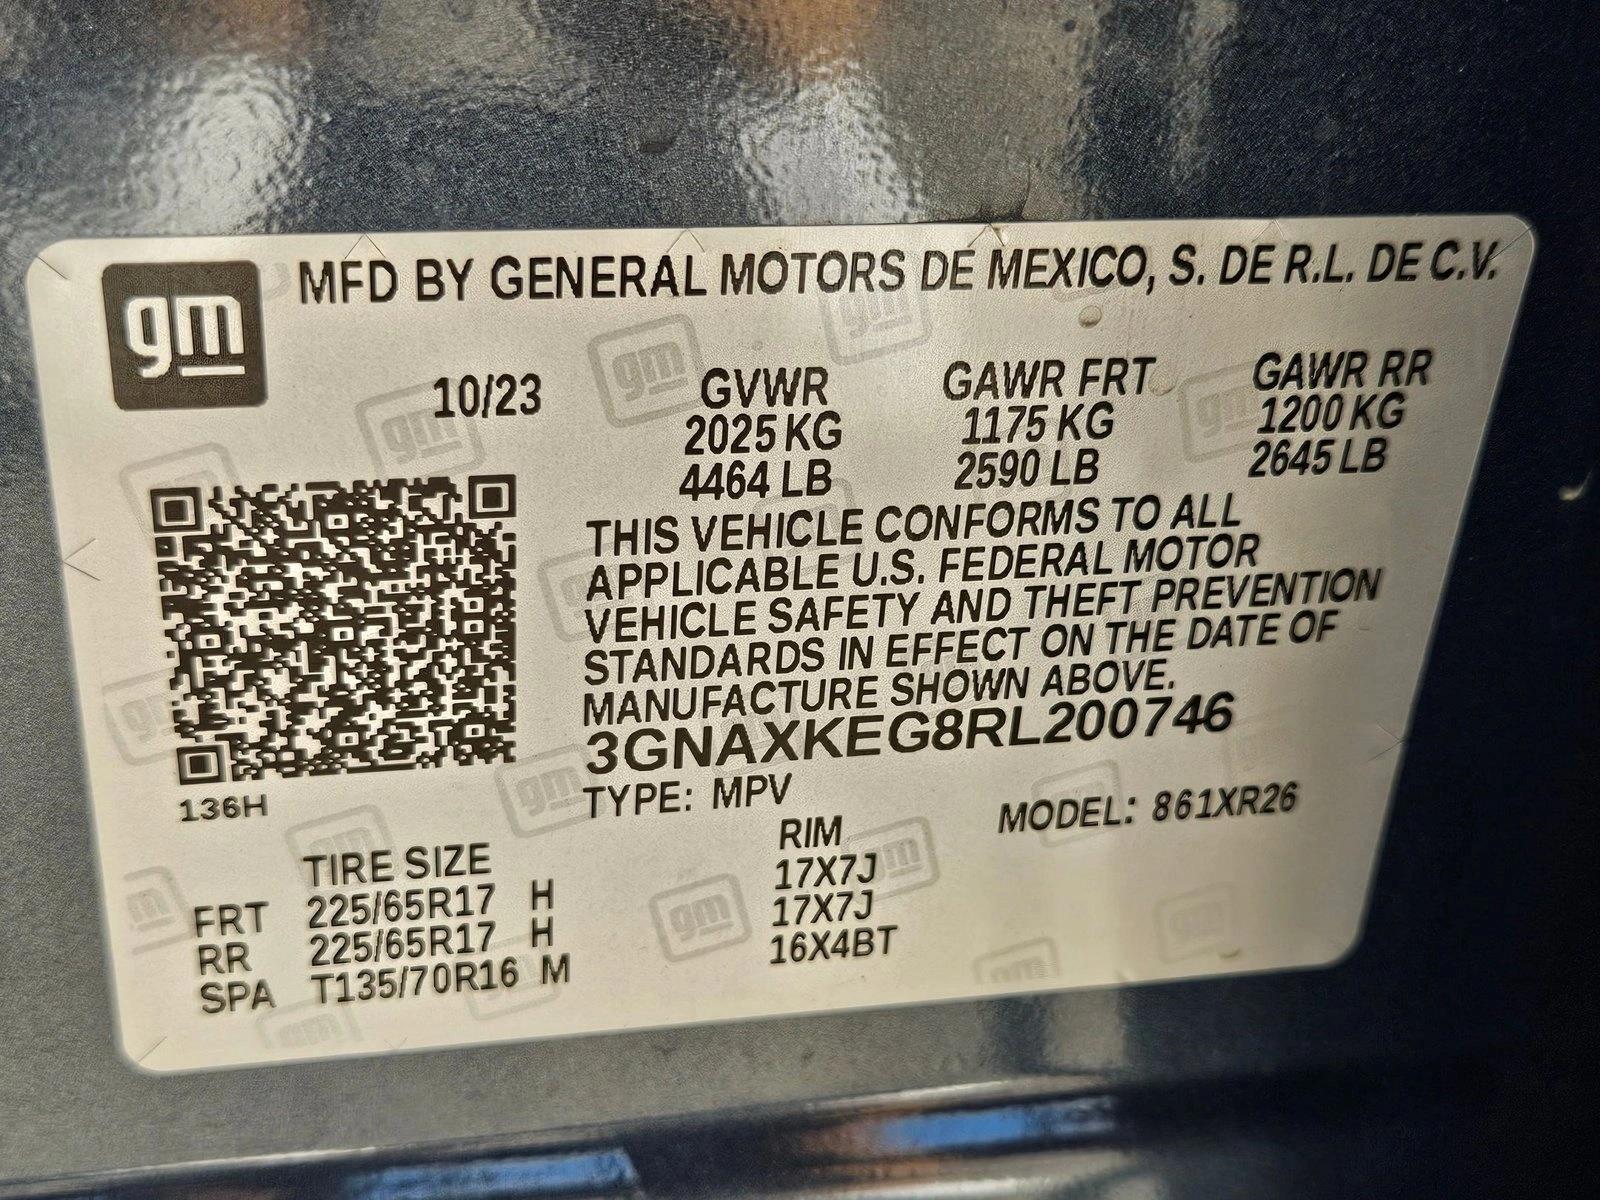 gm MFD BY GENERAL MOTORS DE MEXICO, S. DE R.L. DE C.V.
10/23 GVWR GAWR FRT GAWR RR
2025 KG 1175 KG 1200 KG
4464 LB 2590 LB 2645 LB
THIS VEHICLE CONFORMS TO ALL
APPLICABLE U.S. FEDERAL MOTOR
VEHICLE SAFETY AND THEFT PREVENTION
STANDARDS IN EFFECT ON THE DATE OF
MANUFACTURE SHOWN ABOVE.
3GNAXKEG8RL200746
136H TYPE: MPV MODEL: 861XR26
TIRE SIZE RIM
FRT 225/65R17 H 17X7J
RR 225/65R17 H 17X7J
SPA T135/70R16 M 16X4BT